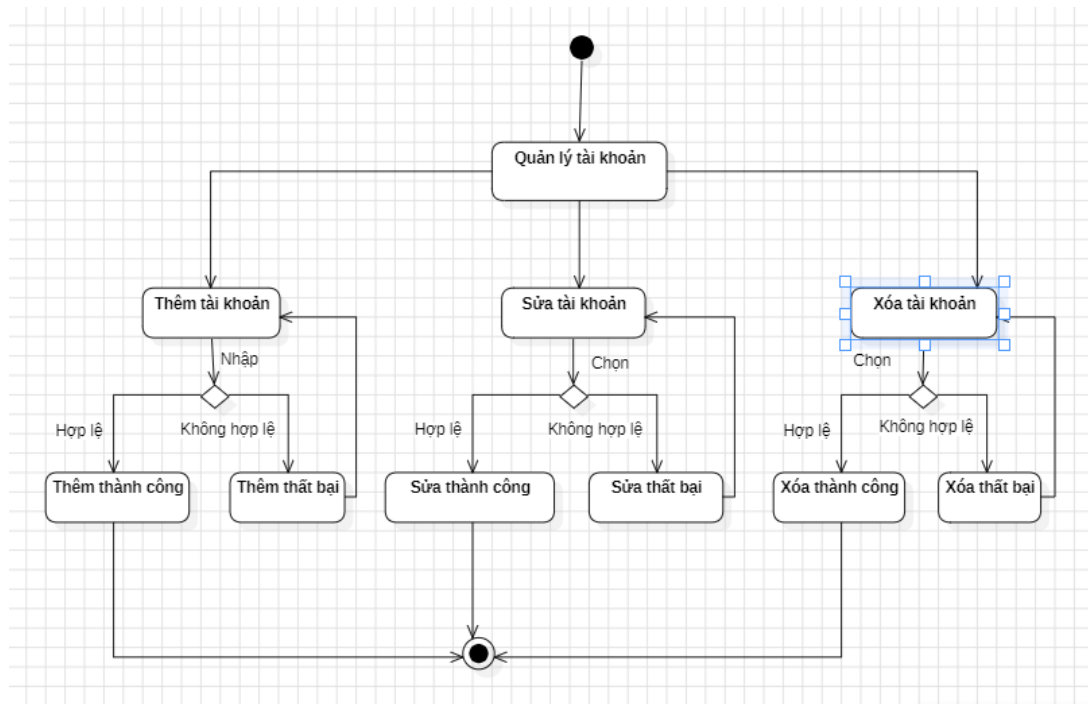 Quản lý tài khoản
Thêm tài khoản
Sửa tài khoản
Xóa tài khoản
Nhập
Chọn
Chọn
Hợp lệ
Không hợp lệ
Hợp lệ
Không hợp lệ
Hợp lệ
Không hợp lệ
Thêm thành công
Thêm thất bại
Sửa thành công
Sửa thất bại
Xóa thành công
Xóa thất bại